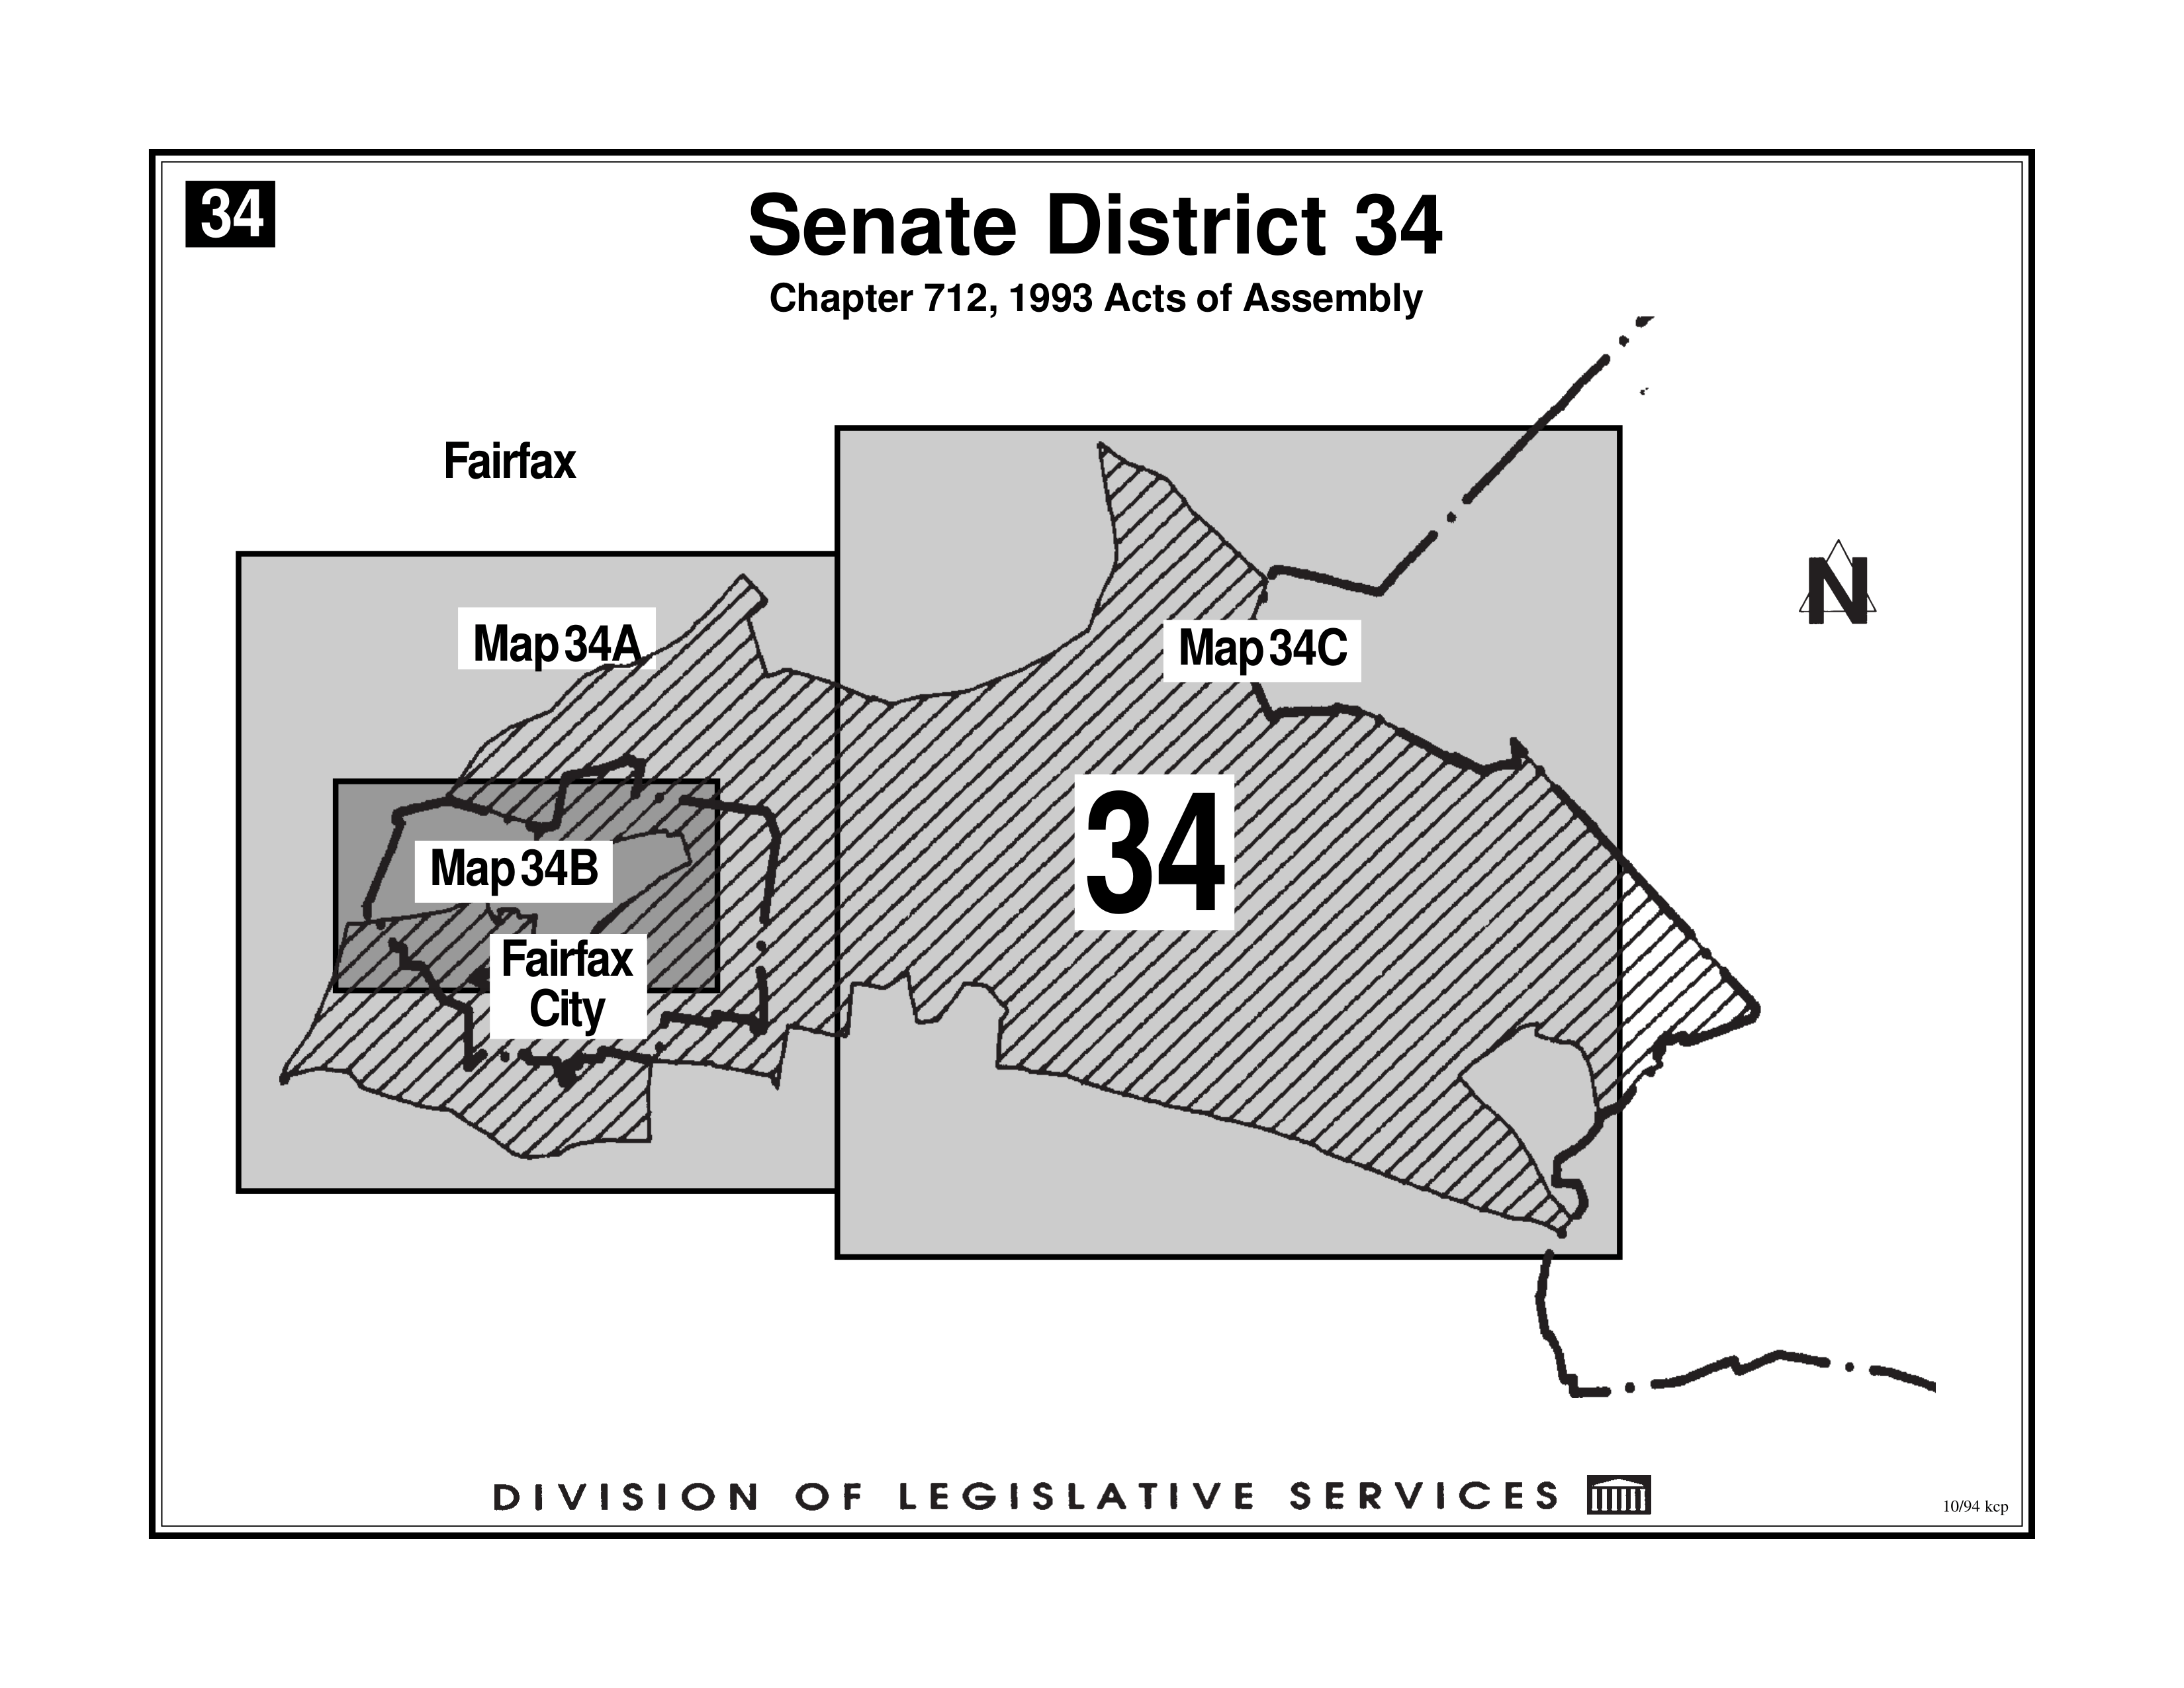 34
Senate District 34
Chapter 712, 1993 Acts of Assembly
Fairfax
Map 34A
Map 34C
N
34
Map 34B
Fairfax
City
DIVISION OF LEGISLATIVE SERVICES
10/94 kcp